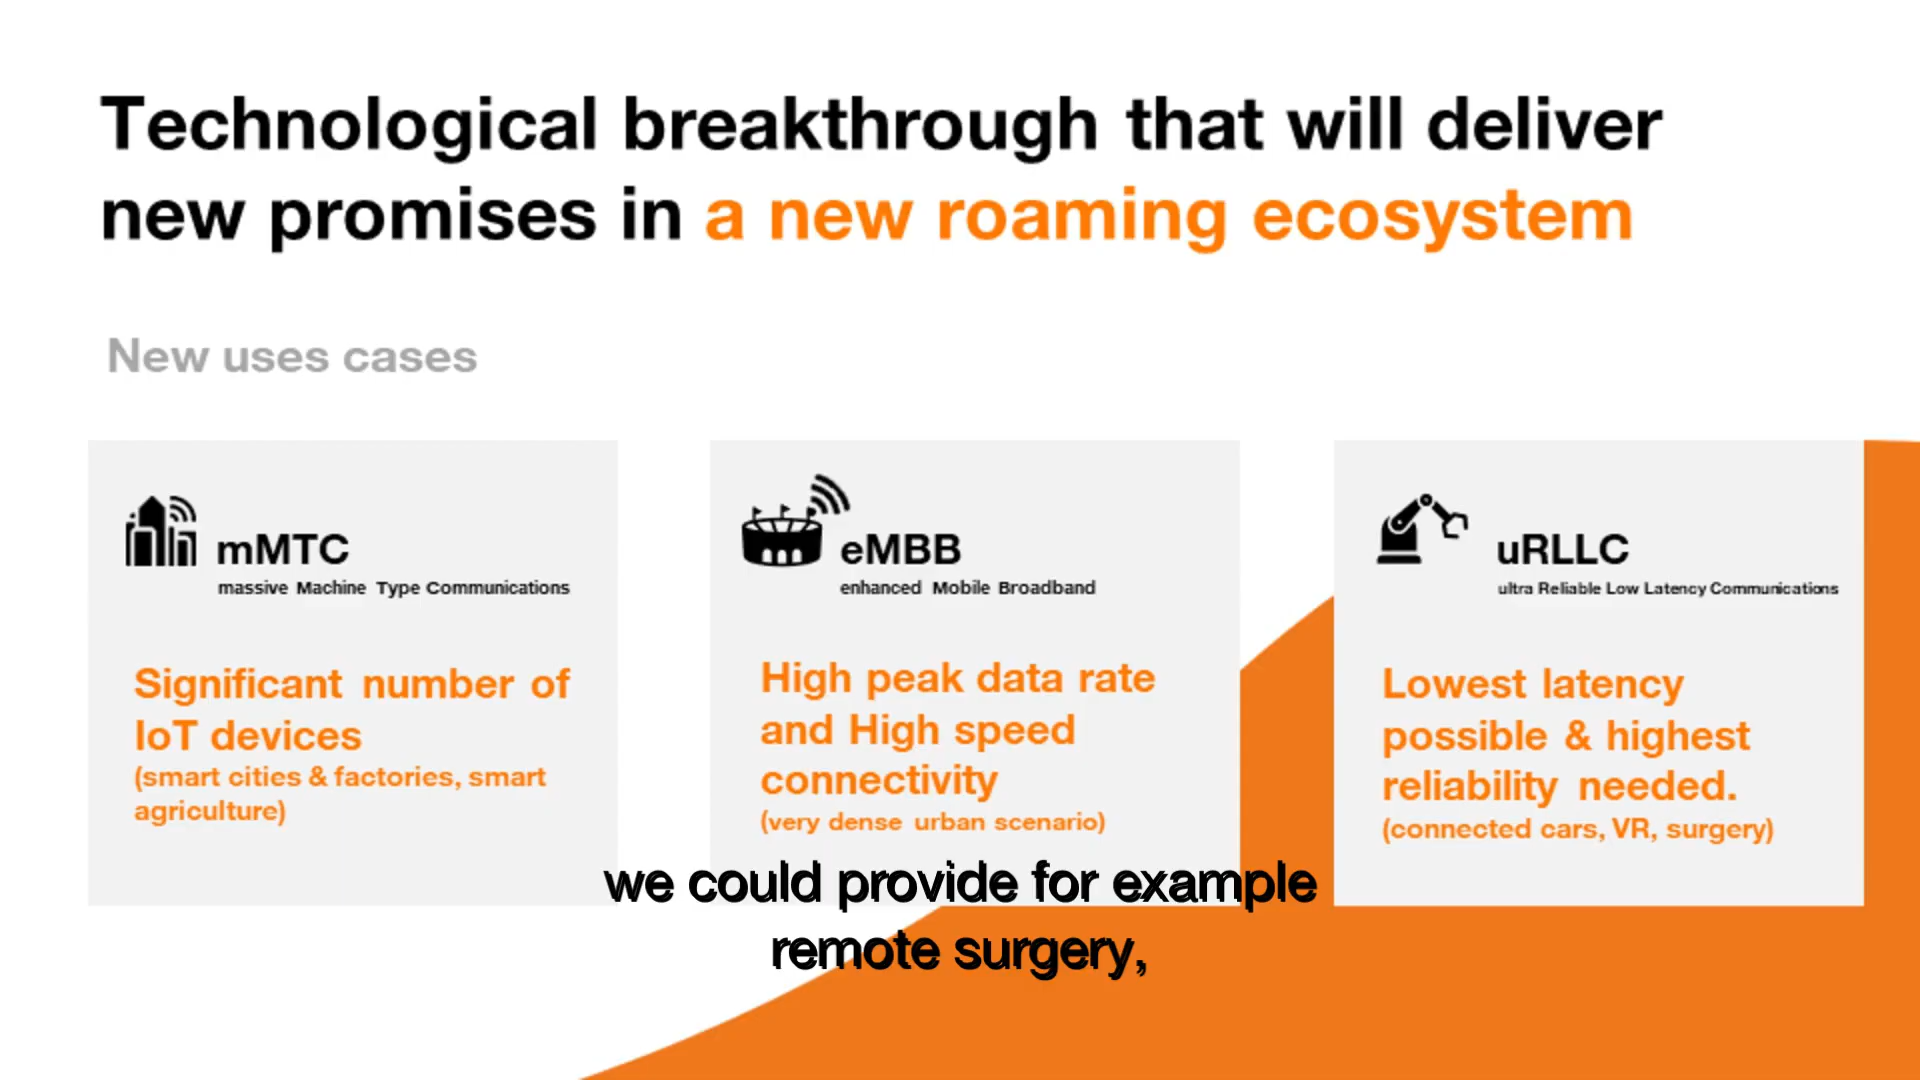 Technological breakthrough that will deliver
new promises in a new roaming ecosystem
New uses cases
mMTC
massive Machine Type Communications
Significant number of
IoT devices
(smart cities & factories, smart
agriculture)
eMBB
enhanced Mobile Broadband
High peak data rate
and High speed
connectivity
(very dense urban scenario)
uRLLC
ultra Reliable Low Latency Communications
Lowest latency
possible & highest
reliability needed.
(connected cars, VR, surgery)
we could provide for example
remote surgery,